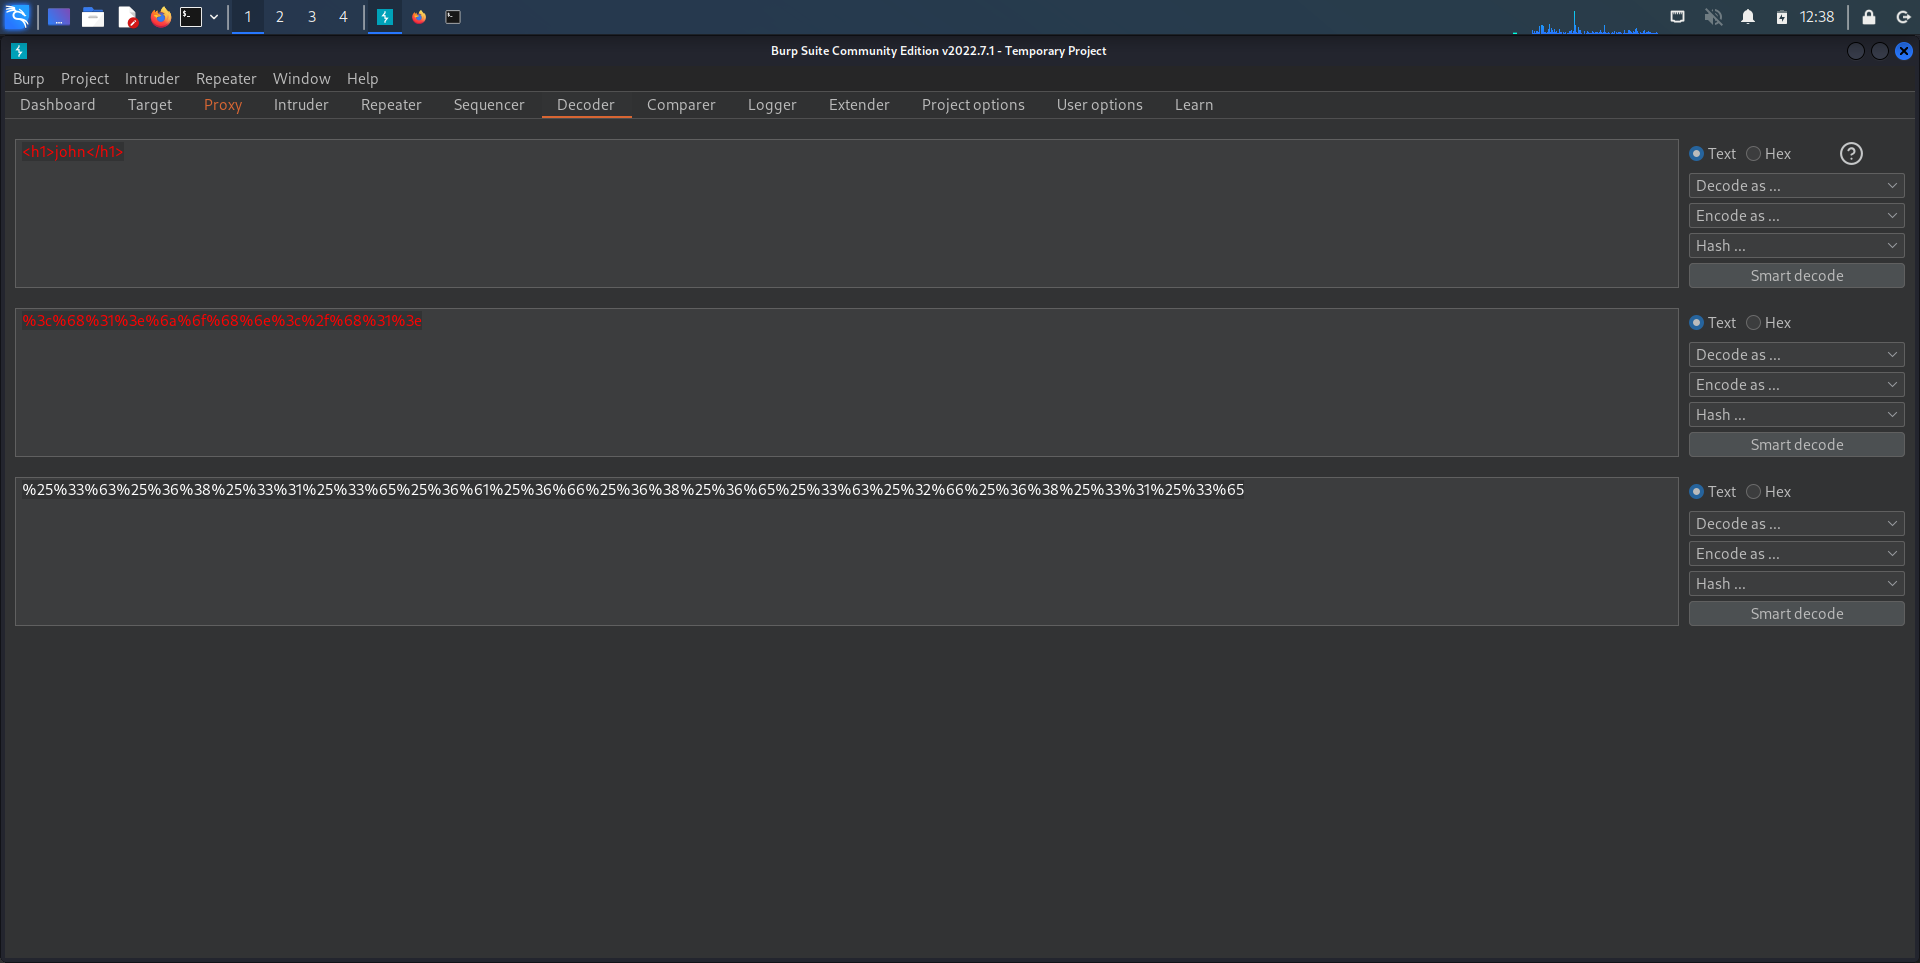 1 2 3 4 12:38
Burp Suite Community Edition v2022.7.1 - Temporary Project
Burp Project Intruder Repeater Window Help
Dashboard Target Proxy Intruder Repeater Sequencer Decoder Comparer Logger Extender Project options User options Learn
<h1>john</h1>
Text Hex ?
Decode as ...
Encode as ...
Hash ...
Smart decode
%3c%68%31%3e%6a%6f%68%6e%3c%2f%68%31%3e
Text Hex
Decode as ...
Encode as ...
Hash ...
Smart decode
%25%33%63%25%36%38%25%33%31%25%33%65%25%36%61%25%36%66%25%36%38%25%36%65%25%33%63%25%32%66%25%36%38%25%33%31%25%33%65
Text Hex
Decode as ...
Encode as ...
Hash ...
Smart decode